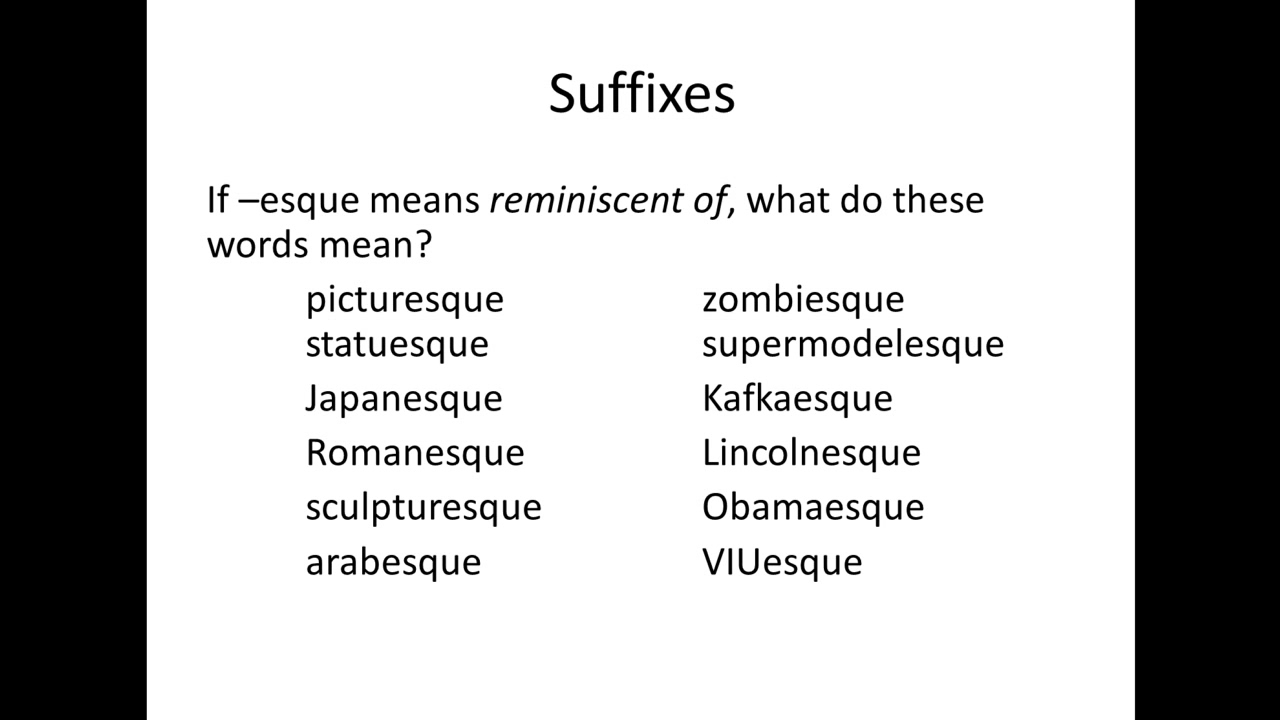 Suffixes
If –esque means reminiscent of, what do these
words mean?
picturesque zombiesque
statuesque supermodelesque
Japanesque Kafkaesque
Romanesque Lincolnesque
sculpturesque Obamaesque
arabesque VIUesque